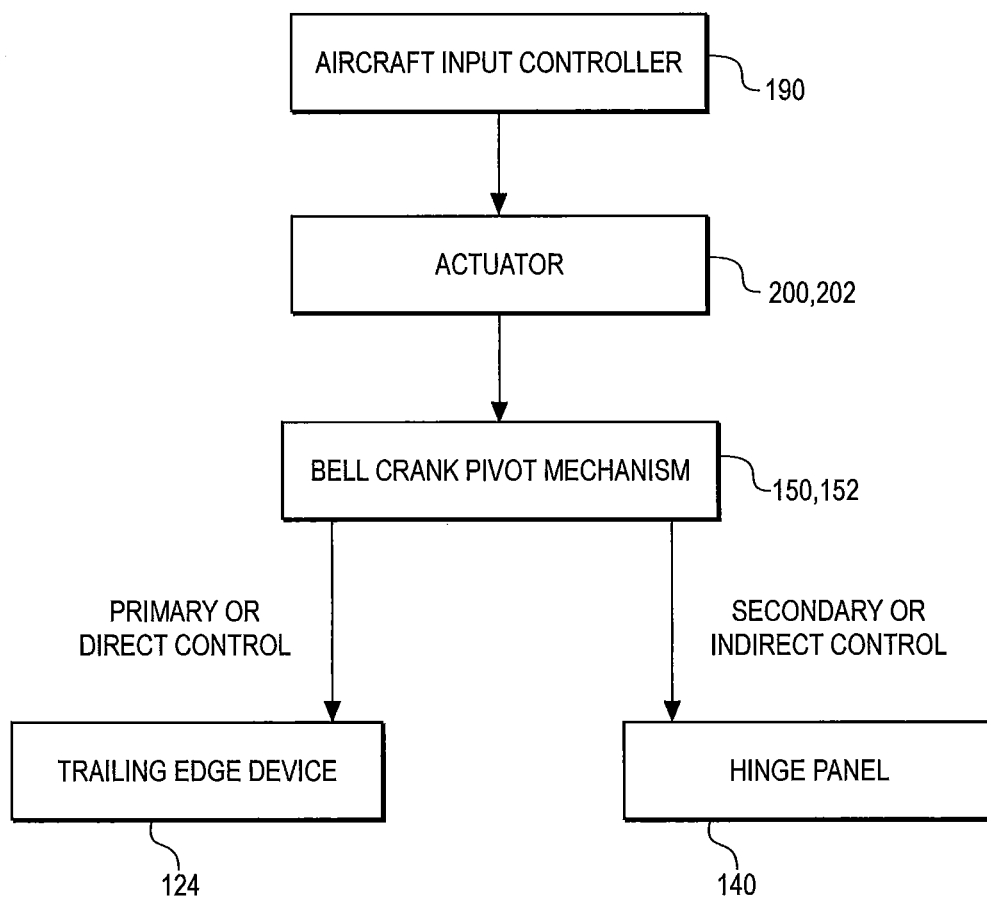 AIRCRAFT INPUT CONTROLLER
190
ACTUATOR
200,202
BELL CRANK PIVOT MECHANISM
150,152
PRIMARY OR
DIRECT CONTROL
SECONDARY OR
INDIRECT CONTROL
TRAILING EDGE DEVICE
HINGE PANEL
124
140